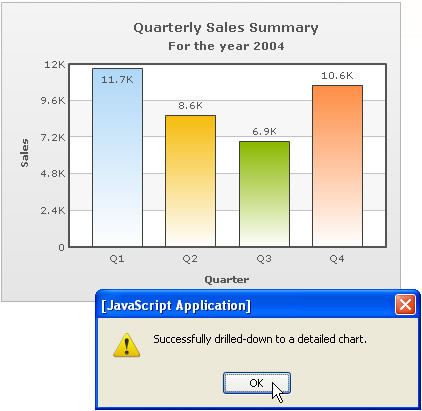 Quarterly Sales Summary
For the year 2004
12K
11.7K
10.6K
9.6K
8.6K
7.2K
6.9K
4.8K
2.4K
0
Sales
Q1 Q2 Q3 Q4
Quarter
[JavaScript Application]
Successfully drilled-down to a detailed chart.
OK